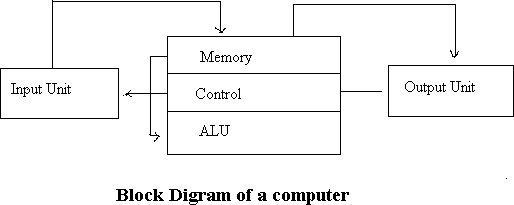 Memory
Input Unit
Control
Output Unit
ALU
Block Digram of a computer